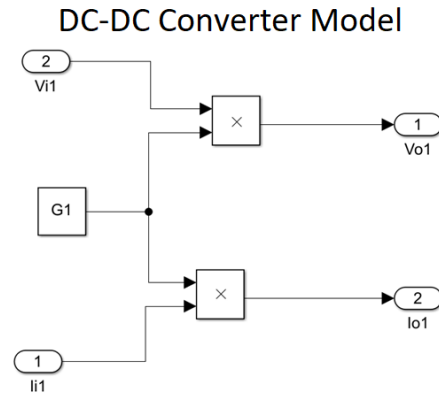 DC-DC Converter Model
2
Vi1
×
1
Vo1
G1
×
2
Io1
1
Ii1